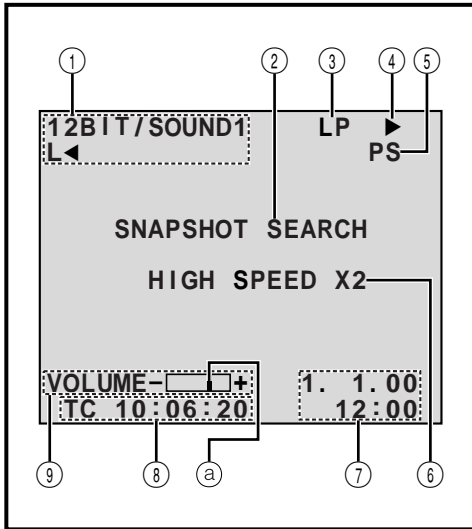 ① ② ③ ④ ⑤
12BIT/SOUND1 LP ▶
L◀ PS
SNAPSHOT SEARCH
HIGH SPEED X2
VOLUME–+ 1. 1.00
TC 10:06:20 12:00
⑨ ⑧ ⓐ ⑦ ⑥